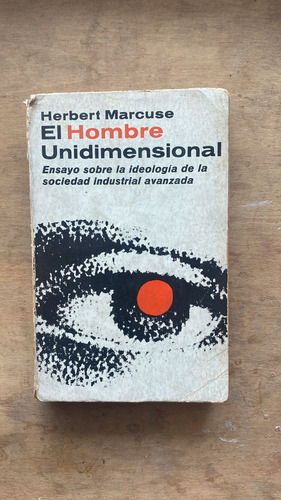 Herbert Marcuse
El Hombre
Unidimensional
Ensayo sobre la ideología de la
sociedad industrial avanzada